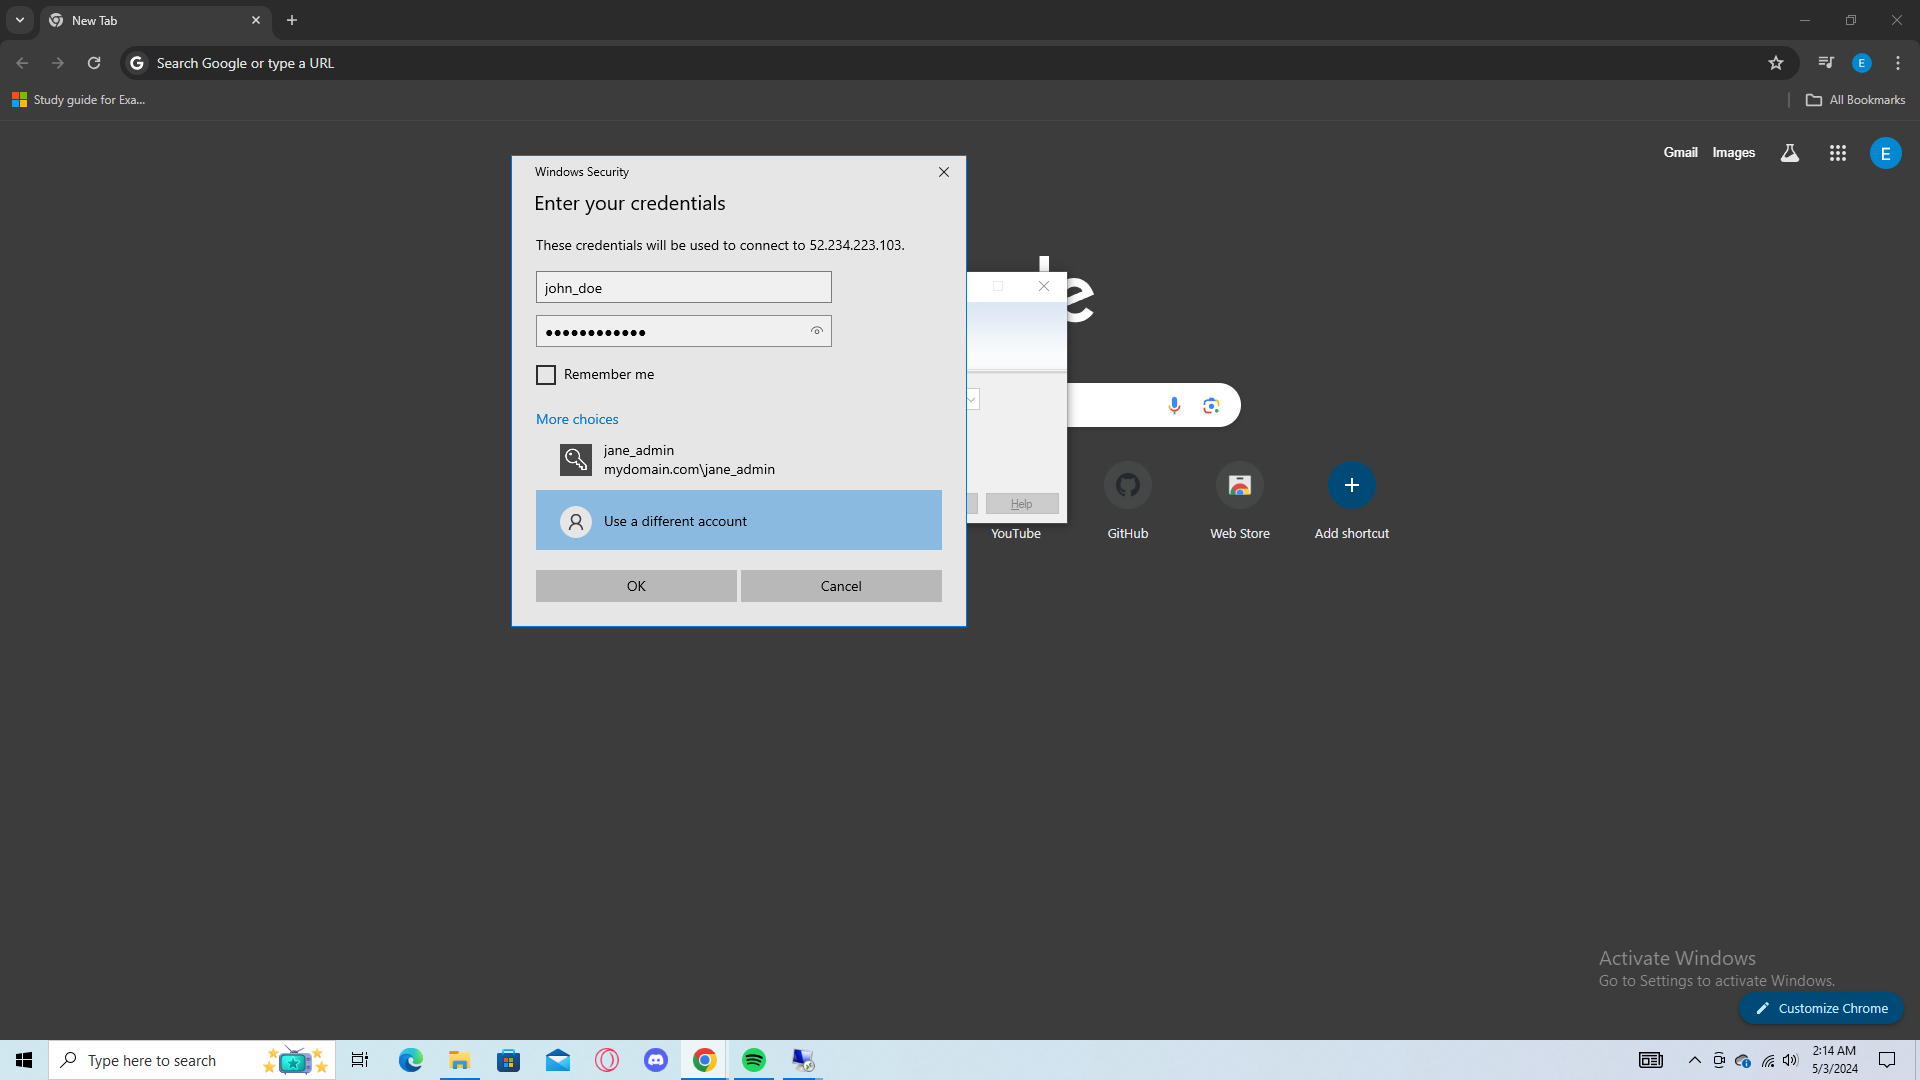 New Tab
Search Google or type a URL
Study guide for Exa...
All Bookmarks
E
Gmail
Images
E
Windows Security
Enter your credentials
These credentials will be used to connect to 52.234.223.103.
john_doe
••••••••••••
Remember me
More choices
jane_admin
mydomain.com\jane_admin
Use a different account
OK
Cancel
le
Help
YouTube
GitHub
Web Store
Add shortcut
Activate Windows
Go to Settings to activate Windows.
Customize Chrome
Type here to search
2:14 AM
5/3/2024